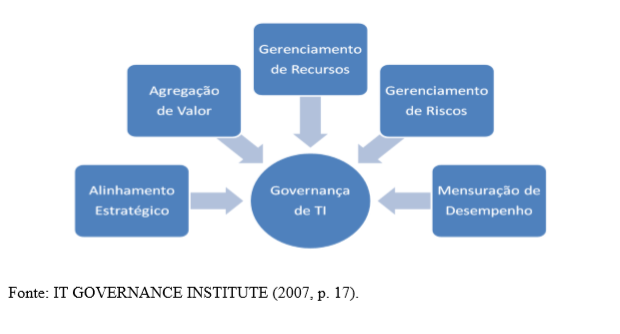 Gerenciamento
de Recursos
Agregação
de Valor
Gerenciamento
de Riscos
Alinhamento
Estratégico
Governança
de TI
Mensuração de
Desempenho
Fonte: IT GOVERNANCE INSTITUTE (2007, p. 17).